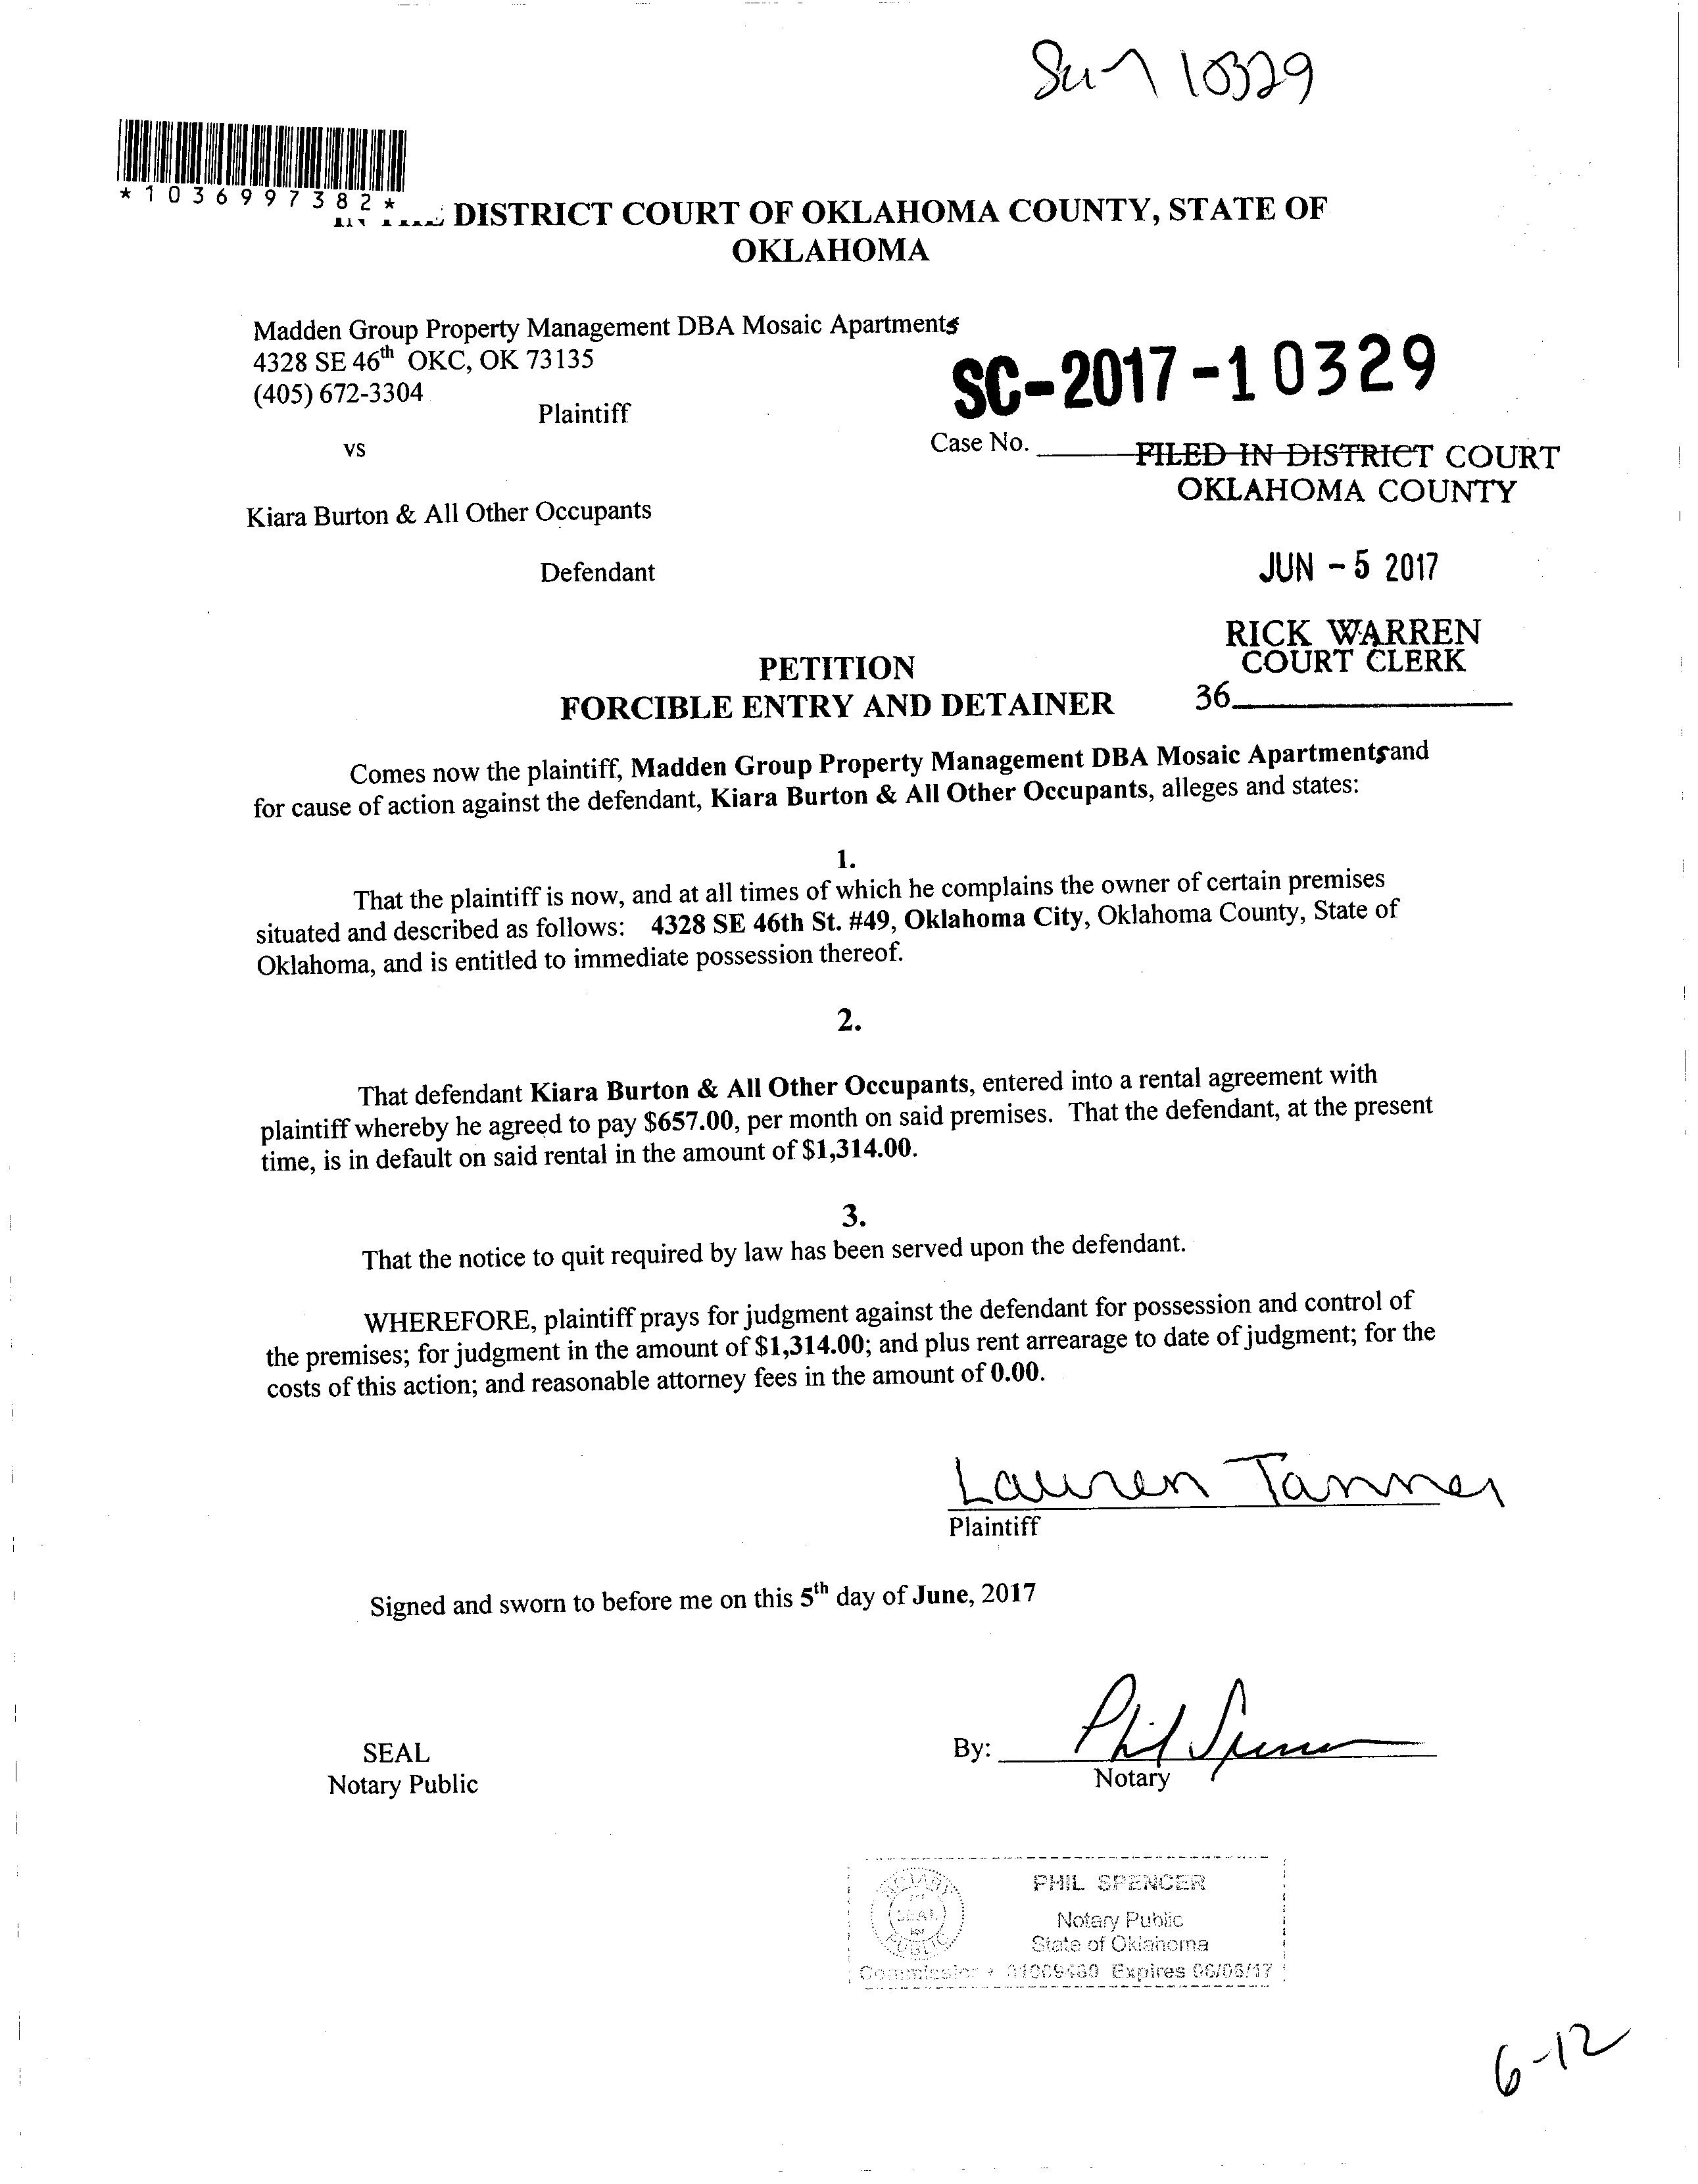 10329
*1036997382*
DISTRICT COURT OF OKLAHOMA COUNTY, STATE OF
OKLAHOMA
Madden Group Property Management DBA Mosaic Apartments
4328 SE 46th OKC, OK 73135
(405) 672-3304
Plaintiff
SC-2017-10329
vs
Case No.
FILED IN DISTRICT COURT
OKLAHOMA COUNTY
Kiara Burton & All Other Occupants
Defendant
JUN - 5 2017
RICK WARREN
COURT CLERK
36
PETITION
FORCIBLE ENTRY AND DETAINER
Comes now the plaintiff, Madden Group Property Management DBA Mosaic Apartments and
for cause of action against the defendant, Kiara Burton & All Other Occupants, alleges and states:
1.
That the plaintiff is now, and at all times of which he complains the owner of certain premises
situated and described as follows: 4328 SE 46th St. #49, Oklahoma City, Oklahoma County, State of
Oklahoma, and is entitled to immediate possession thereof.
2.
That defendant Kiara Burton & All Other Occupants, entered into a rental agreement with
plaintiff whereby he agreed to pay $657.00, per month on said premises. That the defendant, at the present
time, is in default on said rental in the amount of $1,314.00.
3.
That the notice to quit required by law has been served upon the defendant.
WHEREFORE, plaintiff prays for judgment against the defendant for possession and control of
the premises; for judgment in the amount of $1,314.00; and plus rent arrearage to date of judgment; for the
costs of this action; and reasonable attorney fees in the amount of 0.00.
Lauren Tanner
Plaintiff
Signed and sworn to before me on this 5th day of June, 2017
SEAL
Notary Public
By: Phil Spencer
Notary
NOTARY
SEAL
PUBLIC
PHIL SPENCER
Notary Public
State of Oklahoma
Commission # Expires 06/06/17
6-12